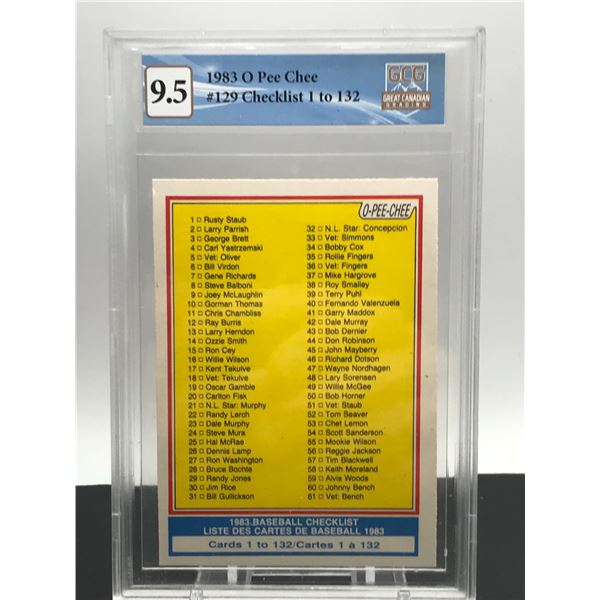 9.5
1983 O Pee Chee
#129 Checklist 1 to 132
GCG
GREAT CANADIAN
GRADING
O-PEE-CHEE
1 □ Rusty Staub
2 □ Larry Parrish
3 □ George Brett
4 □ Carl Yastrzemski
5 □ Vet: Oliver
6 □ Bill Virdon
7 □ Gene Richards
8 □ Steve Balboni
9 □ Joey McLaughlin
10 □ Gorman Thomas
11 □ Chris Chambliss
12 □ Ray Burris
13 □ Larry Herndon
14 □ Ozzie Smith
15 □ Ron Cey
16 □ Willie Wilson
17 □ Kent Tekulve
18 □ Vet: Tekulve
19 □ Oscar Gamble
20 □ Carlton Fisk
21 □ N.L. Star: Murphy
22 □ Randy Lerch
23 □ Dale Murphy
24 □ Steve Mura
25 □ Hal McRae
26 □ Dennis Lamp
27 □ Ron Washington
28 □ Bruce Bochte
29 □ Randy Jones
30 □ Jim Rice
31 □ Bill Gullickson
32 □ N.L. Star: Concepcion
33 □ Vet: Simmons
34 □ Bobby Cox
35 □ Rollie Fingers
36 □ Vet: Fingers
37 □ Mike Hargrove
38 □ Roy Smalley
39 □ Terry Puhl
40 □ Fernando Valenzuela
41 □ Garry Maddox
42 □ Dale Murray
43 □ Bob Dernier
44 □ Don Robinson
45 □ John Mayberry
46 □ Richard Dotson
47 □ Wayne Nordhagen
48 □ Lary Sorensen
49 □ Willie McGee
50 □ Bob Horner
51 □ Vet: Staub
52 □ Tom Seaver
53 □ Chet Lemon
54 □ Scott Sanderson
55 □ Mookie Wilson
56 □ Reggie Jackson
57 □ Tim Blackwell
58 □ Keith Moreland
59 □ Alvis Woods
60 □ Johnny Bench
61 □ Vet: Bench
1983 BASEBALL CHECKLIST
LISTE DES CARTES DE BASEBALL 1983
Cards 1 to 132/Cartes 1 à 132